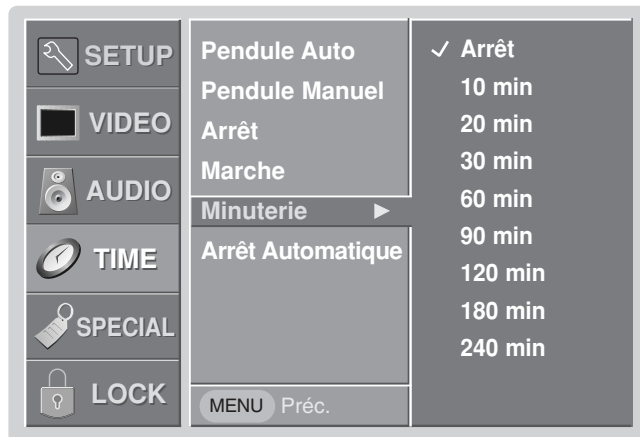 SETUP
VIDEO
AUDIO
TIME
SPECIAL
LOCK
Pendule Auto
Pendule Manuel
Arrêt
Marche
Minuterie ►
Arrêt Automatique
MENU Préc.
✓ Arrêt
10 min
20 min
30 min
60 min
90 min
120 min
180 min
240 min